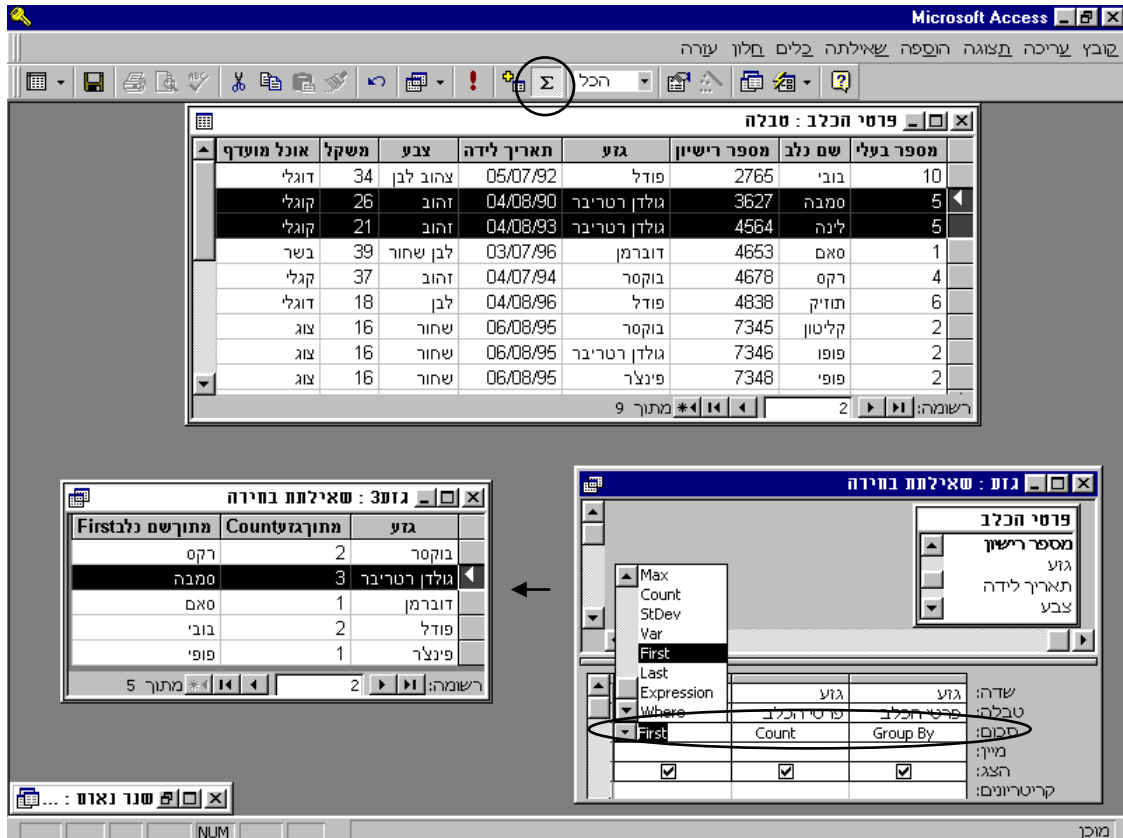 Microsoft Access
קובץ עריכה תצוגה הוספה שאילתה כלים חלון עזרה
הכל
פרטי הכלב : טבלה
מספר בעלי שם כלב מספר רישיון גזע תאריך לידה צבע משקל אוכל מועדף
10 בובי 2765 פודל 05/07/92 צהוב לבן 34 דוגלי
5 סמבה 3627 גולדן רטריבר 04/08/90 זהוב 26 קוגלי
5 לינה 4564 גולדן רטריבר 04/08/93 זהוב 21 קוגלי
1 סאם 4653 דוברמן 03/07/96 לבן שחור 39 בשר
4 רקס 4678 בוקסר 04/07/94 זהוב 37 קגלי
6 תוזיק 4838 פודל 04/08/96 לבן 18 דוגלי
2 קליטון 7345 בוקסר 06/08/95 שחור 16 צוג
2 פופו 7346 גולדן רטריבר 06/08/95 שחור 16 צוג
2 פופי 7348 פינצ'ר 06/08/95 שחור 16 צוג
רשומה: 2 מתוך 9
גזע : שאילתת בחירה
פרטי הכלב
מספר רישיון
גזע
תאריך לידה
צבע
Max
Count
StDev
Var
First
Last
Expression
Where
שדה: גזע גזע
טבלה: פרטי הכלב פרטי הכלב
סכום: Group By Count First
מיין:
הצג:
קריטריונים:
גזע3 : שאילתת בחירה
גזע Countמתוךגזע Firstמתוךשם כלב
בוקסר 2 רקס
גולדן רטריבר 3 סמבה
דוברמן 1 סאם
פודל 2 בובי
פינצ'ר 1 פופי
רשומה: 2 מתוך 5
שנר נאות : ...
מוכן
NUM